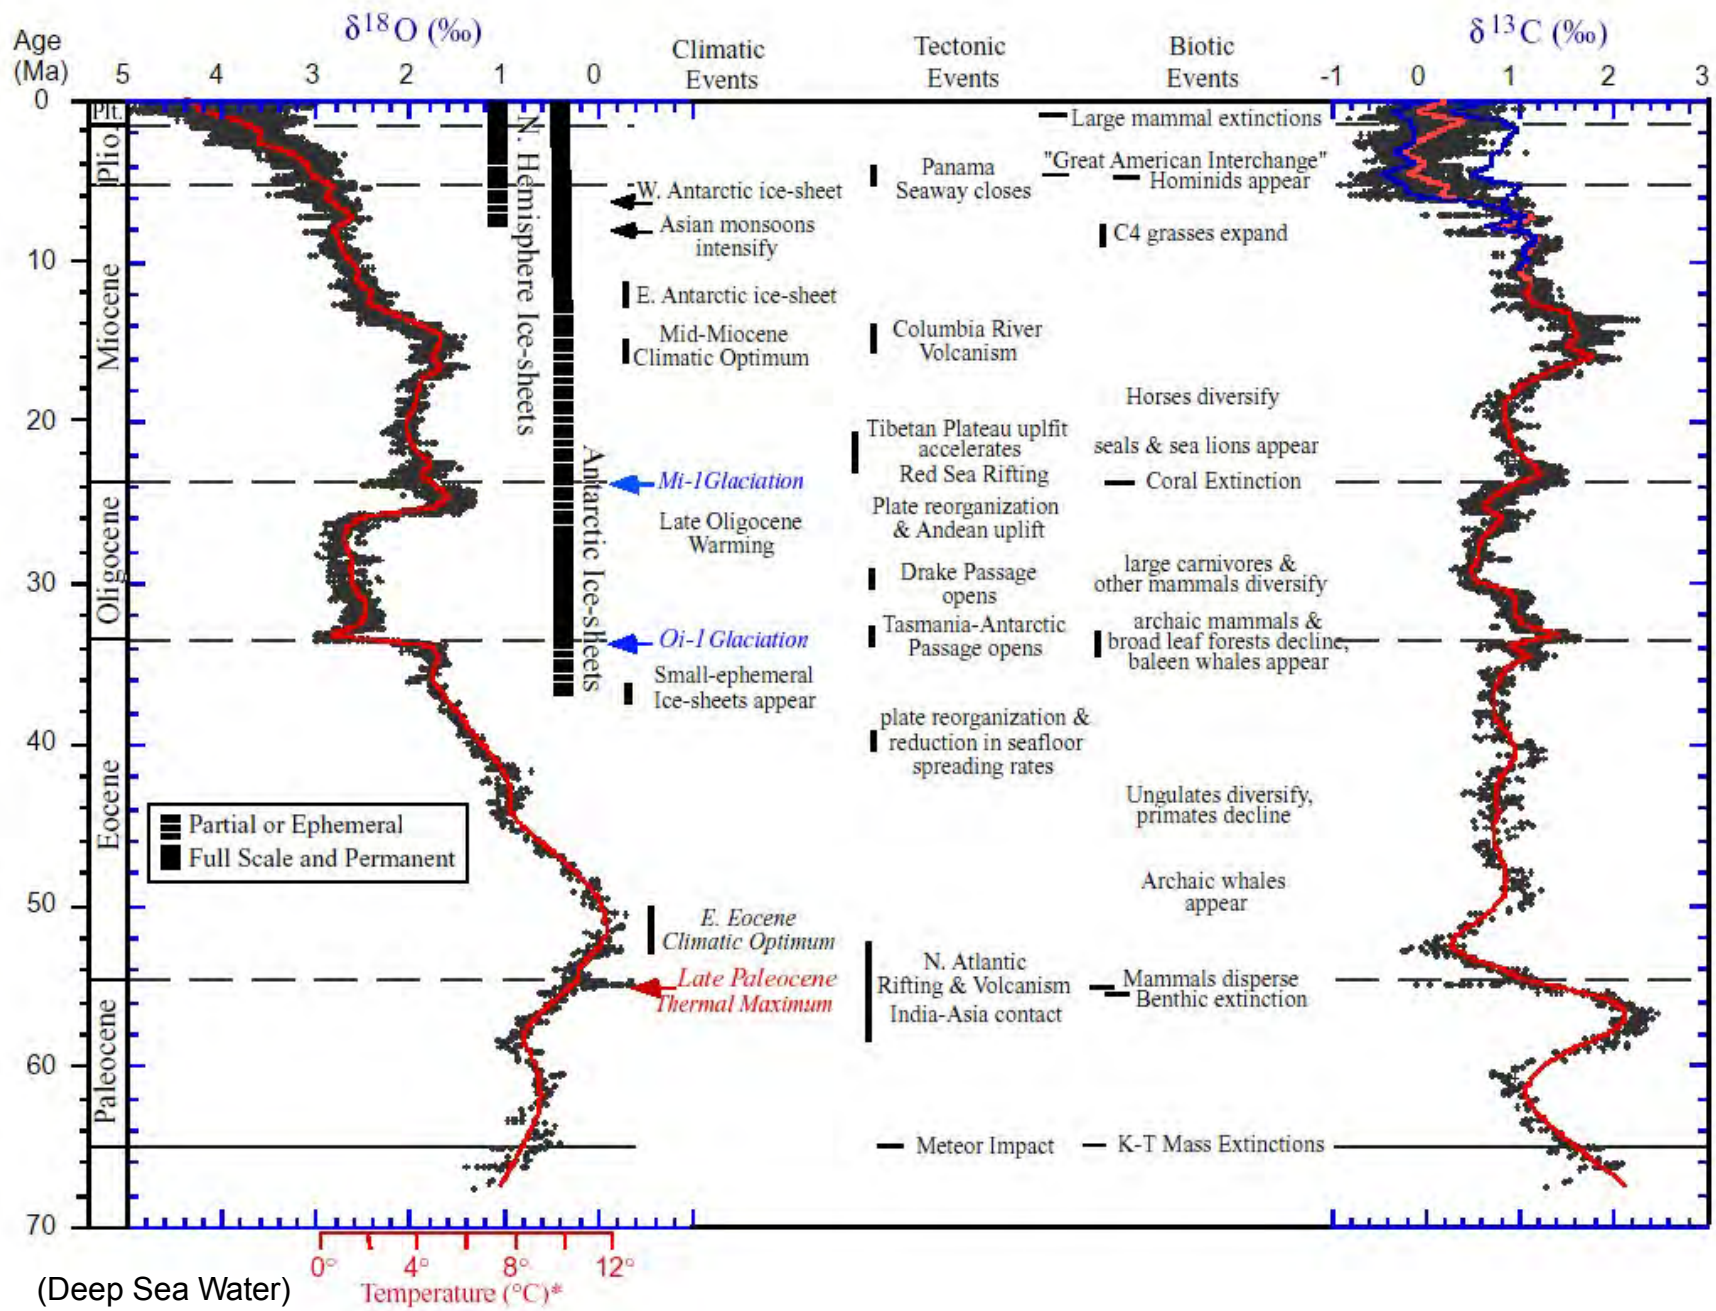 δ¹⁸O (‰)
δ¹³C (‰)
Age
(Ma)
5 4 3 2 1 0
Climatic
Events
Tectonic
Events
Biotic
Events
-1 0 1 2 3
0
10
20
30
40
50
60
70
Plt.
Plio.
Miocene
Oligocene
Eocene
Paleocene
N. Hemisphere Ice-sheets
Antarctic Ice-sheets
W. Antarctic ice-sheet
Asian monsoons
intensify
E. Antarctic ice-sheet
Mid-Miocene
Climatic Optimum
Mi-1Glaciation
Late Oligocene
Warming
Oi-1 Glaciation
Small-ephemeral
Ice-sheets appear
E. Eocene
Climatic Optimum
Late Paleocene
Thermal Maximum
Panama
Seaway closes
Columbia River
Volcanism
Tibetan Plateau uplfit
accelerates
Red Sea Rifting
Plate reorganization
& Andean uplift
Drake Passage
opens
Tasmania-Antarctic
Passage opens
plate reorganization &
reduction in seafloor
spreading rates
N. Atlantic
Rifting & Volcanism
India-Asia contact
Meteor Impact
Large mammal extinctions
"Great American Interchange"
Hominids appear
C4 grasses expand
Horses diversify
seals & sea lions appear
Coral Extinction
large carnivores &
other mammals diversify
archaic mammals &
broad leaf forests decline,
baleen whales appear
Ungulates diversify,
primates decline
Archaic whales
appear
Mammals disperse
Benthic extinction
K-T Mass Extinctions
Partial or Ephemeral
Full Scale and Permanent
0° 4° 8° 12°
(Deep Sea Water)
Temperature (°C)*